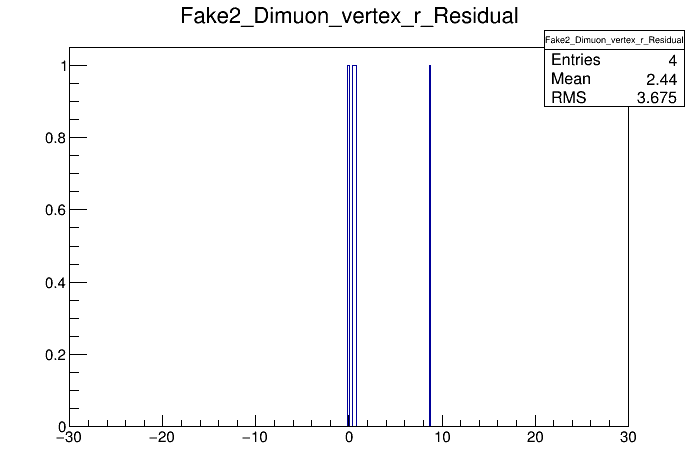 Fake2_Dimuon_vertex_r_Residual
Fake2_Dimuon_vertex_r_Residual
Entries 4
Mean 2.44
RMS 3.675
1
0.8
0.6
0.4
0.2
0
−30 −20 −10 0 10 20 30